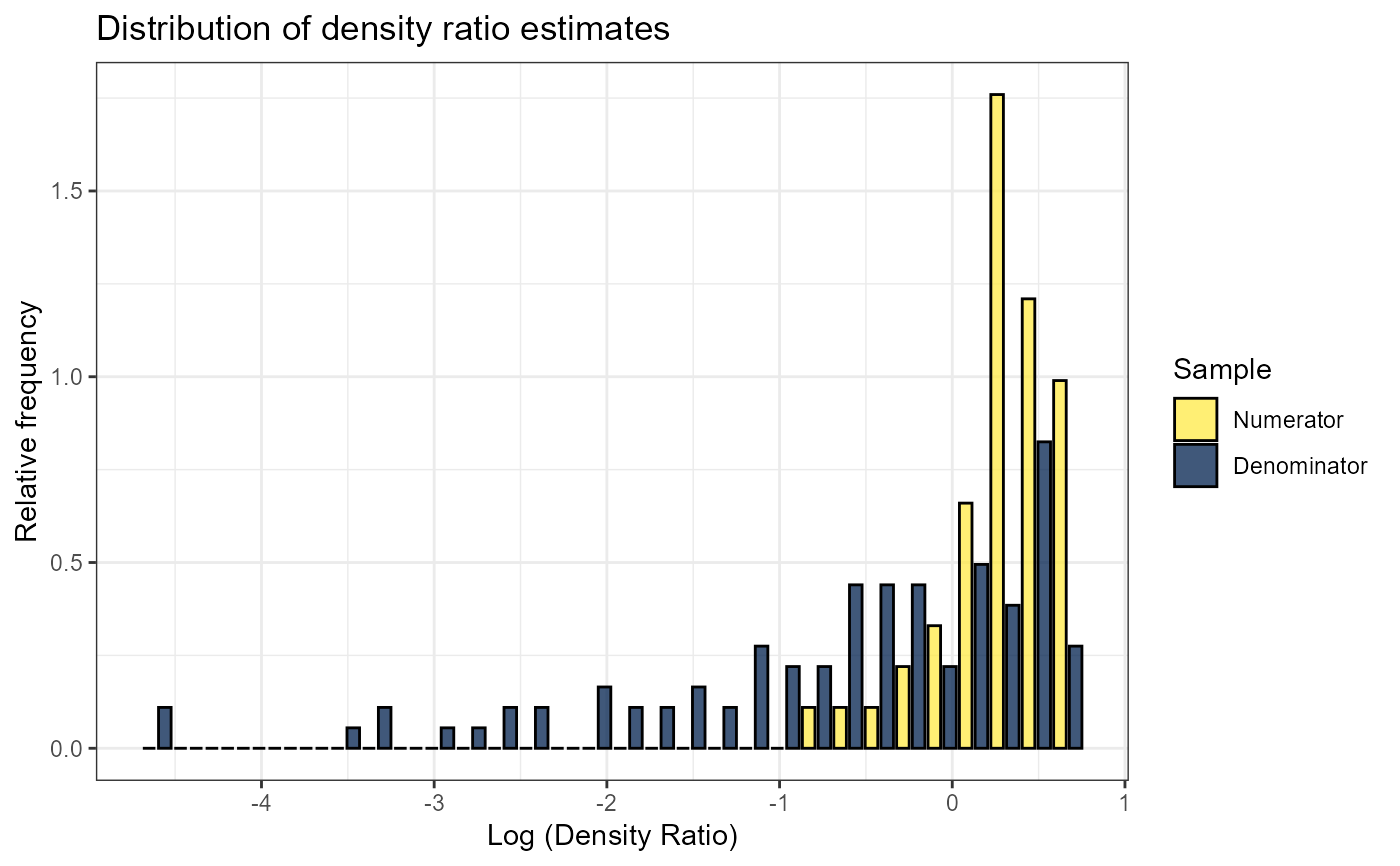 Distribution of density ratio estimates
Relative frequency
1.5
1.0
0.5
0.0
-4
-3
-2
-1
0
1
Log (Density Ratio)
Sample
Numerator
Denominator